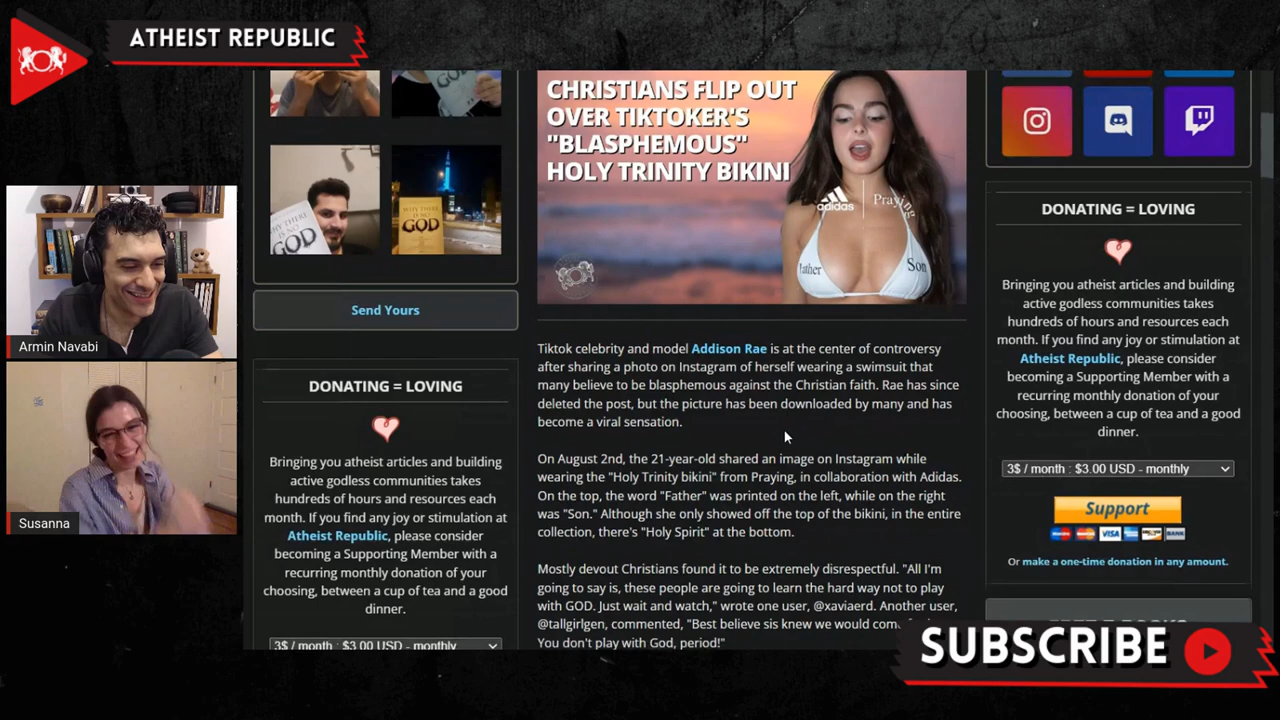 ATHEIST REPUBLIC
Armin Navabi
Susanna
WHY THERE
IS NO
GOD
WHY THERE
IS NO
GOD
Send Yours
DONATING = LOVING
Bringing you atheist articles and building
active godless communities takes
hundreds of hours and resources each
month. If you find any joy or stimulation at
Atheist Republic, please consider
becoming a Supporting Member with a
recurring monthly donation of your
choosing, between a cup of tea and a good
dinner.
3$ / month : $3.00 USD - monthly
CHRISTIANS FLIP OUT
OVER TIKTOKER'S
"BLASPHEMOUS"
HOLY TRINITY BIKINI
adidas
Praying
Father
Son
Tiktok celebrity and model Addison Rae is at the center of controversy
after sharing a photo on Instagram of herself wearing a swimsuit that
many believe to be blasphemous against the Christian faith. Rae has since
deleted the post, but the picture has been downloaded by many and has
become a viral sensation.
On August 2nd, the 21-year-old shared an image on Instagram while
wearing the "Holy Trinity bikini" from Praying, in collaboration with Adidas.
On the top, the word "Father" was printed on the left, while on the right
was "Son." Although she only showed off the top of the bikini, in the entire
collection, there's "Holy Spirit" at the bottom.
Mostly devout Christians found it to be extremely disrespectful. "All I'm
going to say is, these people are going to learn the hard way not to play
with GOD. Just wait and watch," wrote one user, @xaviaerd. Another user,
@tallgirlgen, commented, "Best believe sis knew we would com
You don't play with God, period!"
DONATING = LOVING
Bringing you atheist articles and building
active godless communities takes
hundreds of hours and resources each
month. If you find any joy or stimulation at
Atheist Republic, please consider
becoming a Supporting Member with a
recurring monthly donation of your
choosing, between a cup of tea and a good
dinner.
3$ / month : $3.00 USD - monthly
Support
VISA
BANK
Or make a one-time donation in any amount.
SUBSCRIBE